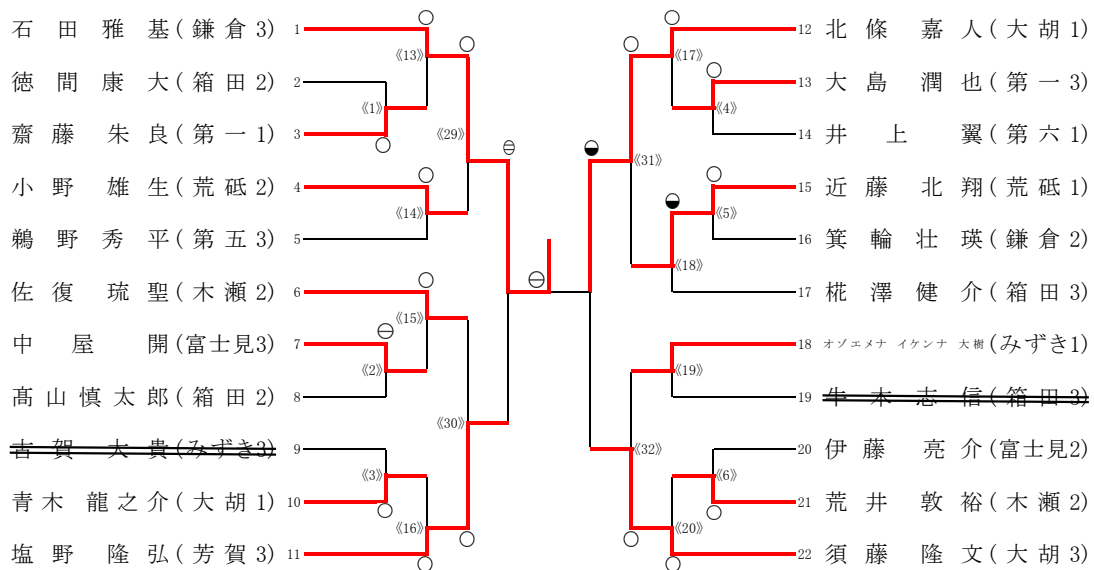 石田雅基(鎌倉3) 1
徳間康大(箱田2) 2
齋藤朱良(第一1) 3
小野雄生(荒砥2) 4
鵜野秀平(第五3) 5
佐復琉聖(木瀬2) 6
中屋開(富士見3) 7
髙山慎太郎(箱田2) 8
古賀大貴(みずき3) 9
青木龍之介(大胡1) 10
塩野隆弘(芳賀3) 11
《13》
《1》
《29》
《14》
《15》
《2》
《30》
《3》
《16》
《17》
《4》
《31》
《5》
《18》
《19》
《32》
《6》
《20》
12 北條嘉人(大胡1)
13 大島潤也(第一3)
14 井上翼(第六1)
15 近藤北翔(荒砥1)
16 箕輪壮瑛(鎌倉2)
17 椛澤健介(箱田3)
18 オゾエメナ イケンナ 大樹(みずき1)
19 牛木志信(箱田3)
20 伊藤亮介(富士見2)
21 荒井敦裕(木瀬2)
22 須藤隆文(大胡3)